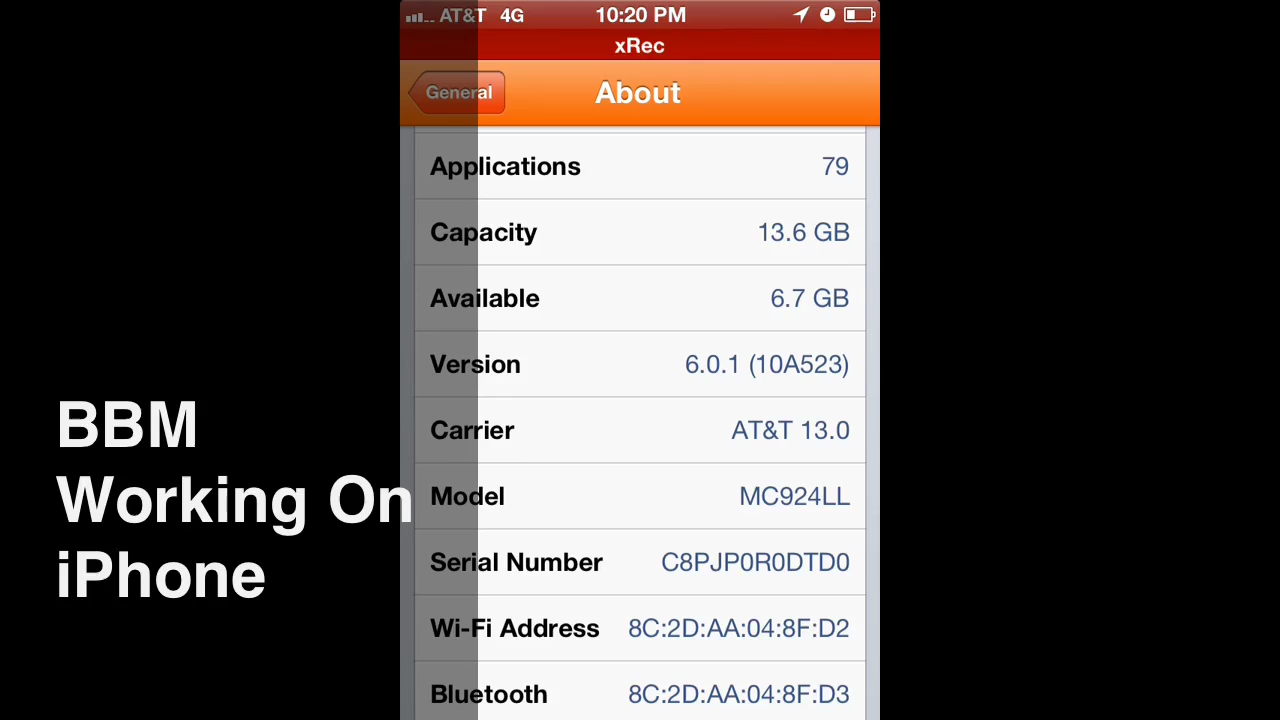 AT&T 4G 10:20 PM
xRec
General About
Applications 79
Capacity 13.6 GB
Available 6.7 GB
Version 6.0.1 (10A523)
Carrier AT&T 13.0
Model MC924LL
Serial Number C8PJP0R0DTD0
Wi-Fi Address 8C:2D:AA:04:8F:D2
Bluetooth 8C:2D:AA:04:8F:D3
BBM
Working On
iPhone